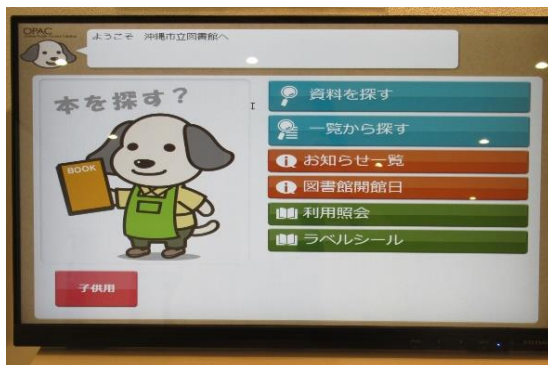 OPAC
ようこそ 沖縄市立図書館へ
本を探す?
BOOK
資料を探す
一覧から探す
お知らせ一覧
図書館開館日
利用照会
ラベルシール
子供用